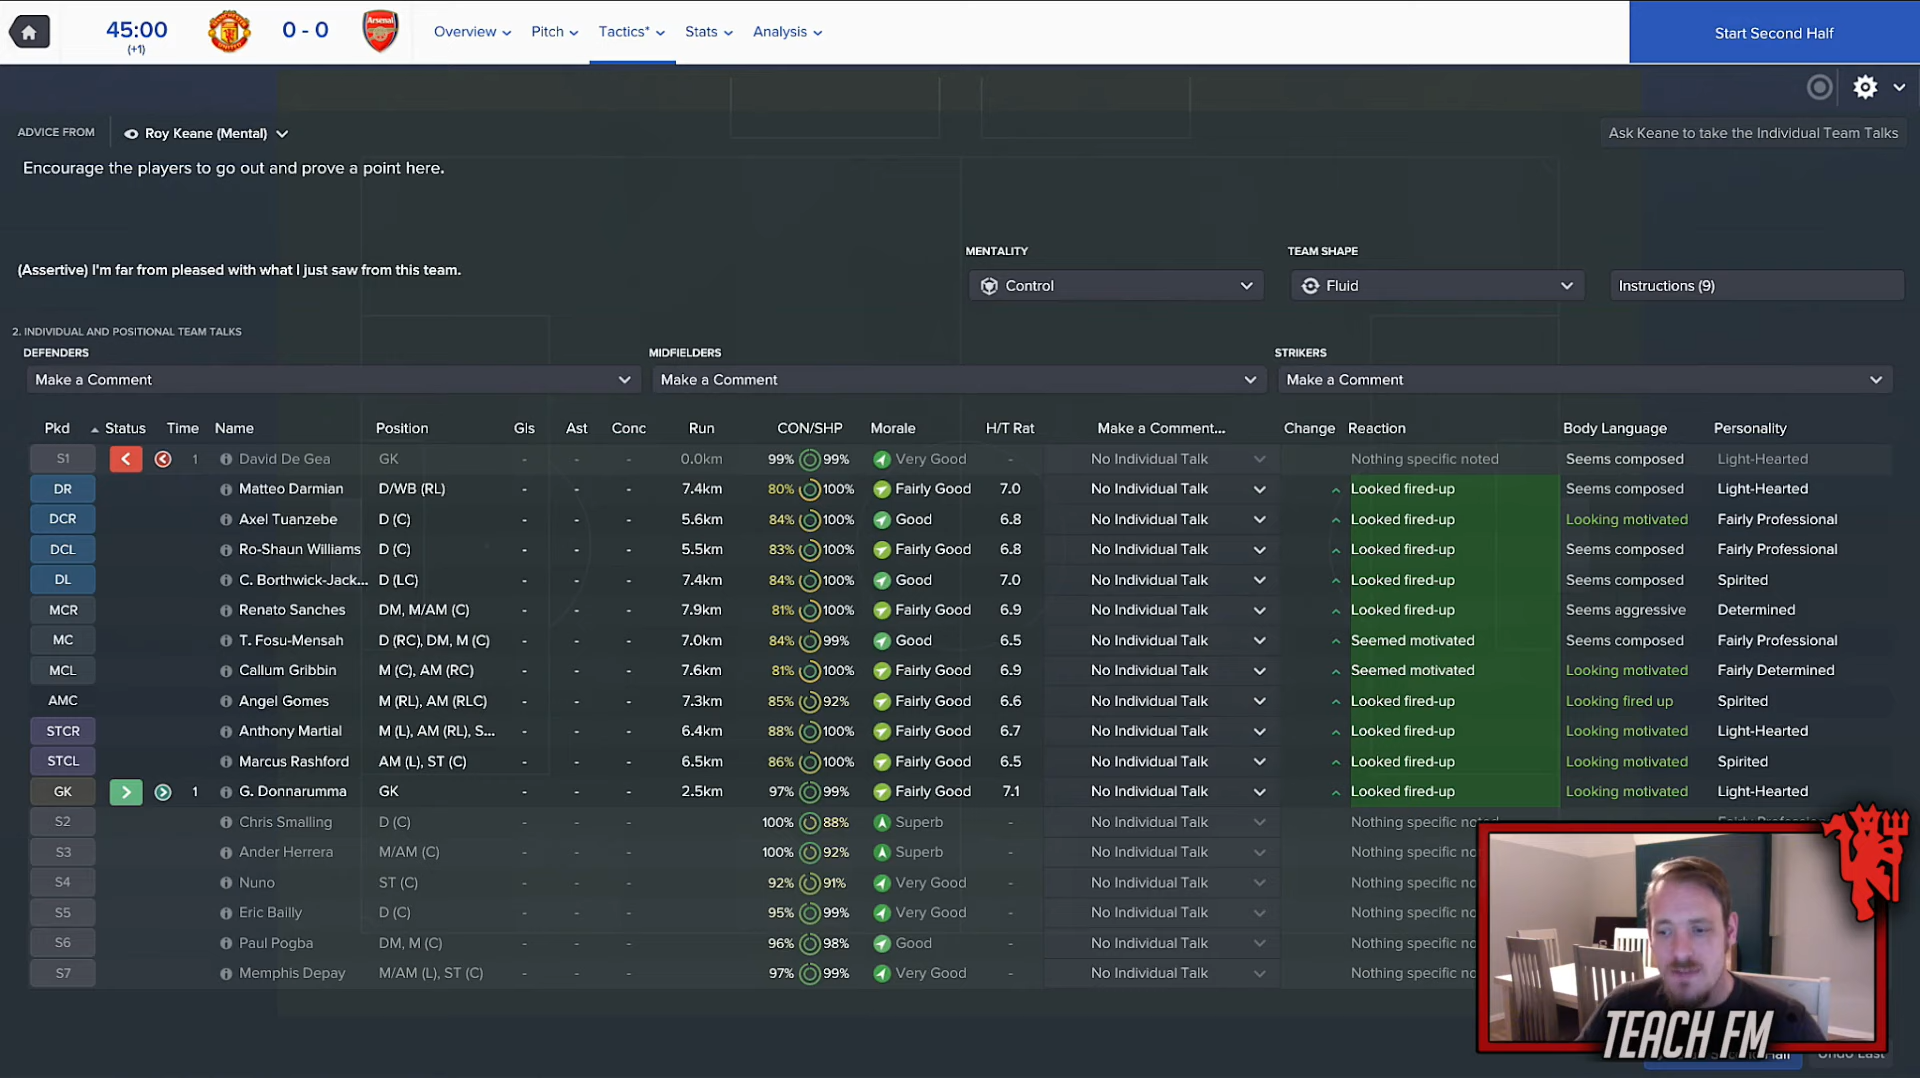 45:00
(+1)
0 - 0
Arsenal
Overview
Pitch
Tactics*
Stats
Analysis
Start Second Half
ADVICE FROM
Roy Keane (Mental)
Ask Keane to take the Individual Team Talks
Encourage the players to go out and prove a point here.
MENTALITY
TEAM SHAPE
(Assertive) I'm far from pleased with what I just saw from this team.
Control
Fluid
Instructions (9)
2. INDIVIDUAL AND POSITIONAL TEAM TALKS
DEFENDERS
MIDFIELDERS
STRIKERS
Make a Comment
Make a Comment
Make a Comment
Pkd Status Time Name Position Gls Ast Conc Run CON/SHP Morale H/T Rat Make a Comment... Change Reaction Body Language Personality
S1 1 David De Gea GK - - - 0.0km 99% 99% Very Good - No Individual Talk Nothing specific noted Seems composed Light-Hearted
DR Matteo Darmian D/WB (RL) - - - 7.4km 80% 100% Fairly Good 7.0 No Individual Talk Looked fired-up Seems composed Light-Hearted
DCR Axel Tuanzebe D (C) - - - 5.6km 84% 100% Good 6.8 No Individual Talk Looked fired-up Looking motivated Fairly Professional
DCL Ro-Shaun Williams D (C) - - - 5.5km 83% 100% Fairly Good 6.8 No Individual Talk Looked fired-up Seems composed Fairly Professional
DL C. Borthwick-Jack... D (LC) - - - 7.4km 84% 100% Good 7.0 No Individual Talk Looked fired-up Seems composed Spirited
MCR Renato Sanches DM, M/AM (C) - - - 7.9km 81% 100% Fairly Good 6.9 No Individual Talk Looked fired-up Seems aggressive Determined
MC T. Fosu-Mensah D (RC), DM, M (C) - - - 7.0km 84% 99% Good 6.5 No Individual Talk Seemed motivated Seems composed Fairly Professional
MCL Callum Gribbin M (C), AM (RC) - - - 7.6km 81% 100% Fairly Good 6.9 No Individual Talk Seemed motivated Looking motivated Fairly Determined
AMC Angel Gomes M (RL), AM (RLC) - - - 7.3km 85% 92% Fairly Good 6.6 No Individual Talk Looked fired-up Looking fired up Spirited
STCR Anthony Martial M (L), AM (RL), S... - - - 6.4km 88% 100% Fairly Good 6.7 No Individual Talk Looked fired-up Looking motivated Light-Hearted
STCL Marcus Rashford AM (L), ST (C) - - - 6.5km 86% 100% Fairly Good 6.5 No Individual Talk Looked fired-up Looking motivated Spirited
GK 1 G. Donnarumma GK - - - 2.5km 97% 99% Fairly Good 7.1 No Individual Talk Looked fired-up Looking motivated Light-Hearted
S2 Chris Smalling D (C) 100% 88% Superb - No Individual Talk Nothing specific
S3 Ander Herrera M/AM (C) 100% 92% Superb - No Individual Talk Nothing specific
S4 Nuno ST (C) 92% 91% Very Good - No Individual Talk Nothing specific
S5 Eric Bailly D (C) 95% 99% Very Good - No Individual Talk Nothing specific
S6 Paul Pogba DM, M (C) 96% 98% Good - No Individual Talk Nothing specific
S7 Memphis Depay M/AM (L), ST (C) 97% 99% Very Good - No Individual Talk Nothing specific
TEACH FM
Undo Last